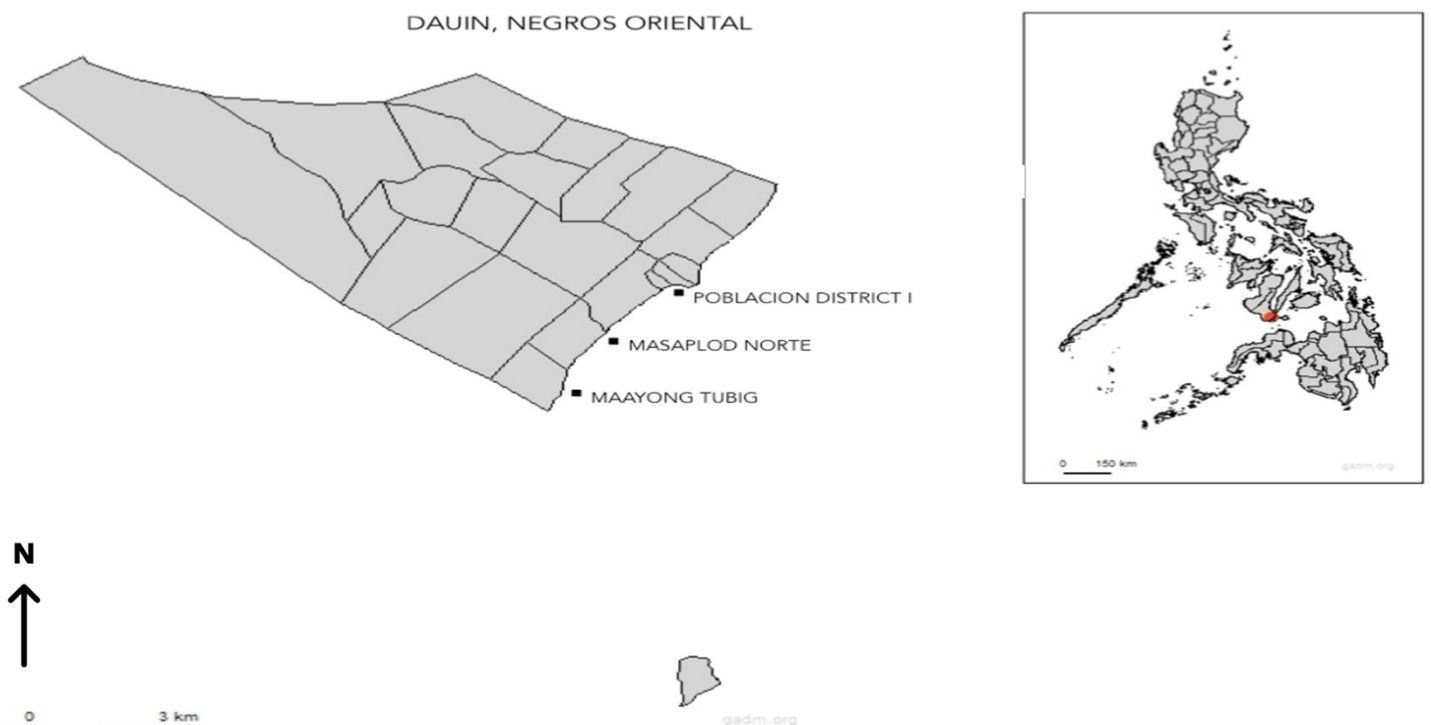 DAUIN, NEGROS ORIENTAL
POBLACION DISTRICT I
MASAPLOD NORTE
MAAYONG TUBIG
0 150 km
gadm.org
N
0 3 km
gadm.org